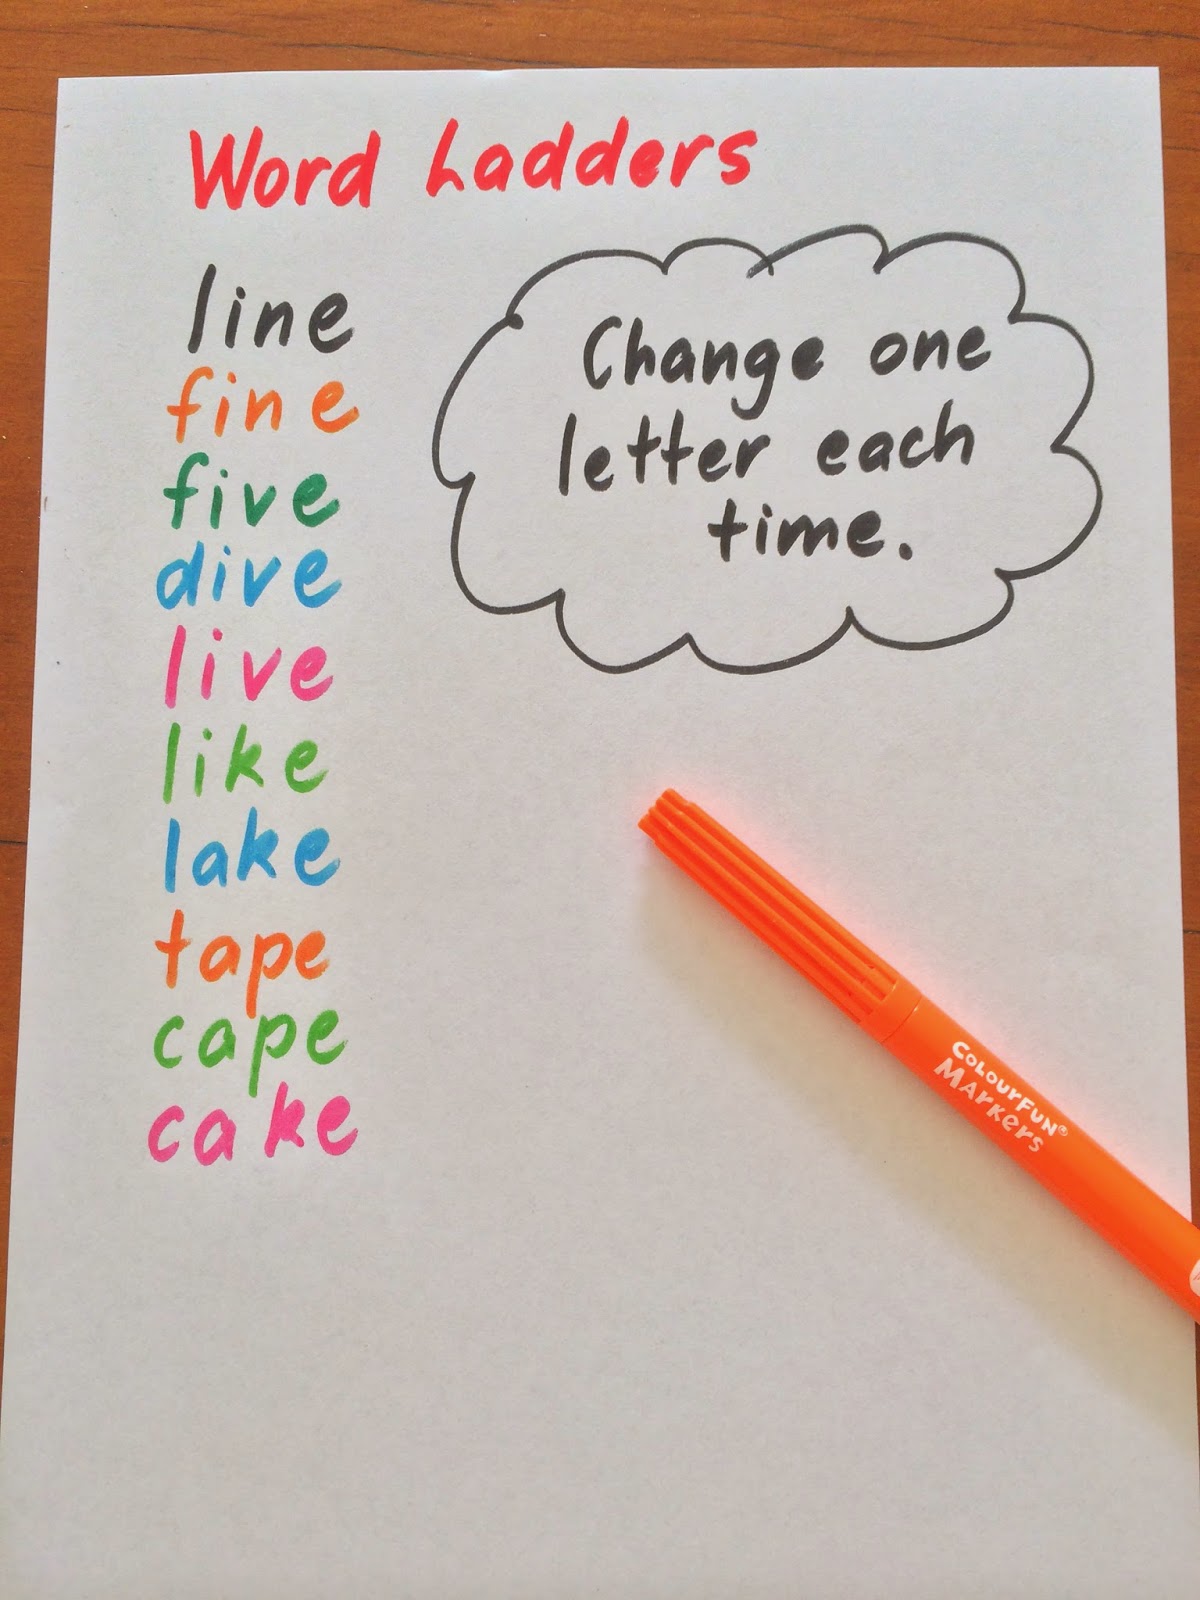 Word Ladders
line
fine
five
dive
live
like
lake
tape
cape
cake
Change one
letter each
time.
COLOURFUN®
MARKERS